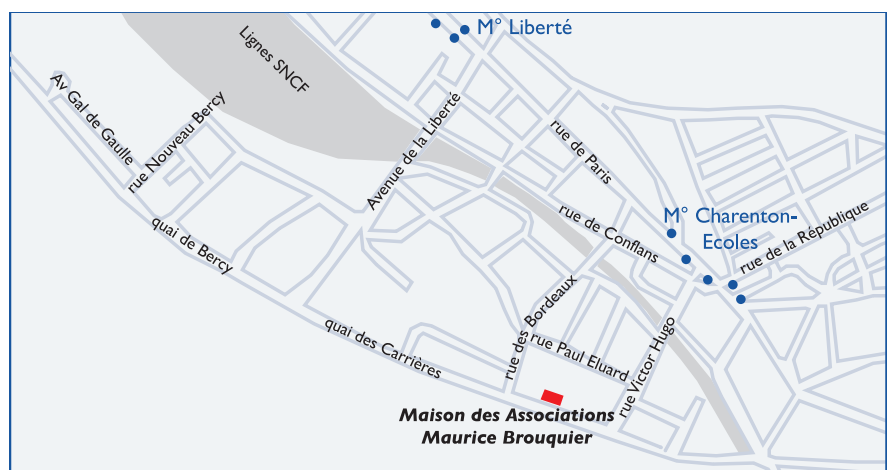 M° Liberté
Lignes SNCF
Av Gal de Gaulle
rue Nouveau Bercy
Avenue de la Liberté
rue de Paris
M° Charenton-
Ecoles
rue de la République
rue de Conflans
quai de Bercy
rue des Bordeaux
quai des Carrières
rue Paul Eluard
rue Victor Hugo
Maison des Associations
Maurice Brouquier